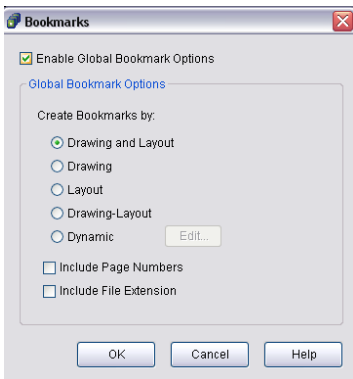 Bookmarks
Enable Global Bookmark Options
Global Bookmark Options
Create Bookmarks by:
Drawing and Layout
Drawing
Layout
Drawing-Layout
Dynamic Edit...
Include Page Numbers
Include File Extension
OK Cancel Help